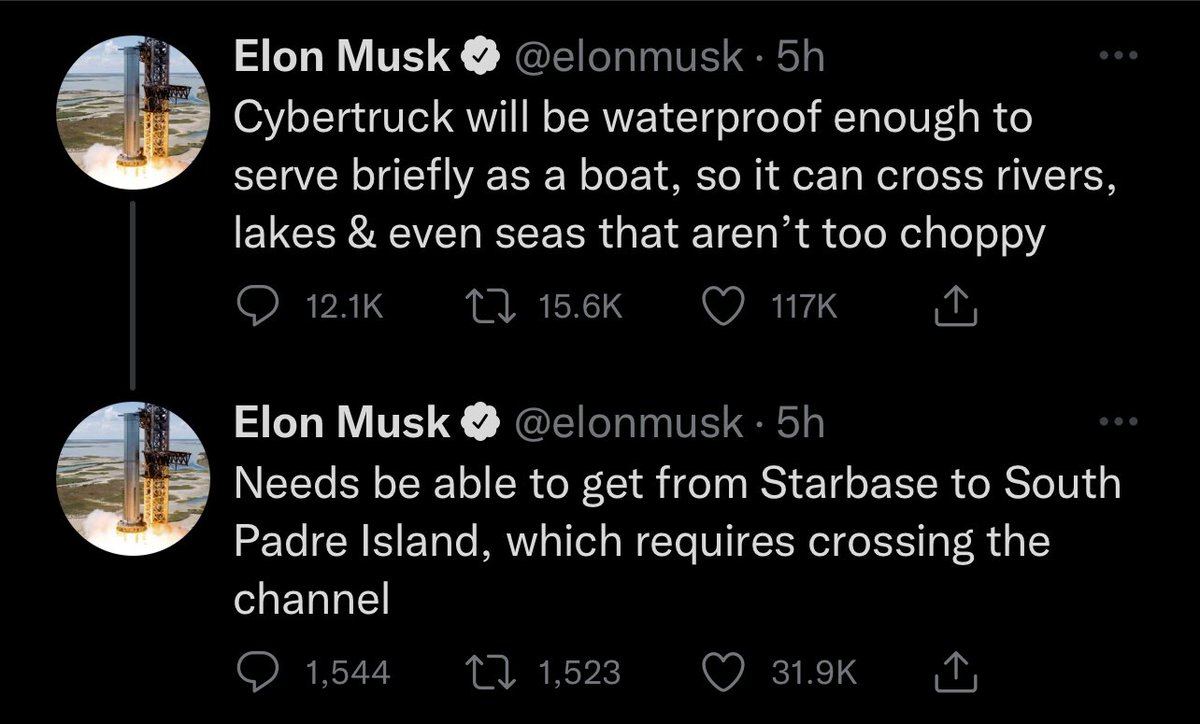 Elon Musk @elonmusk · 5h
Cybertruck will be waterproof enough to
serve briefly as a boat, so it can cross rivers,
lakes & even seas that aren’t too choppy
12.1K 15.6K 117K
Elon Musk @elonmusk · 5h
Needs be able to get from Starbase to South
Padre Island, which requires crossing the
channel
1,544 1,523 31.9K